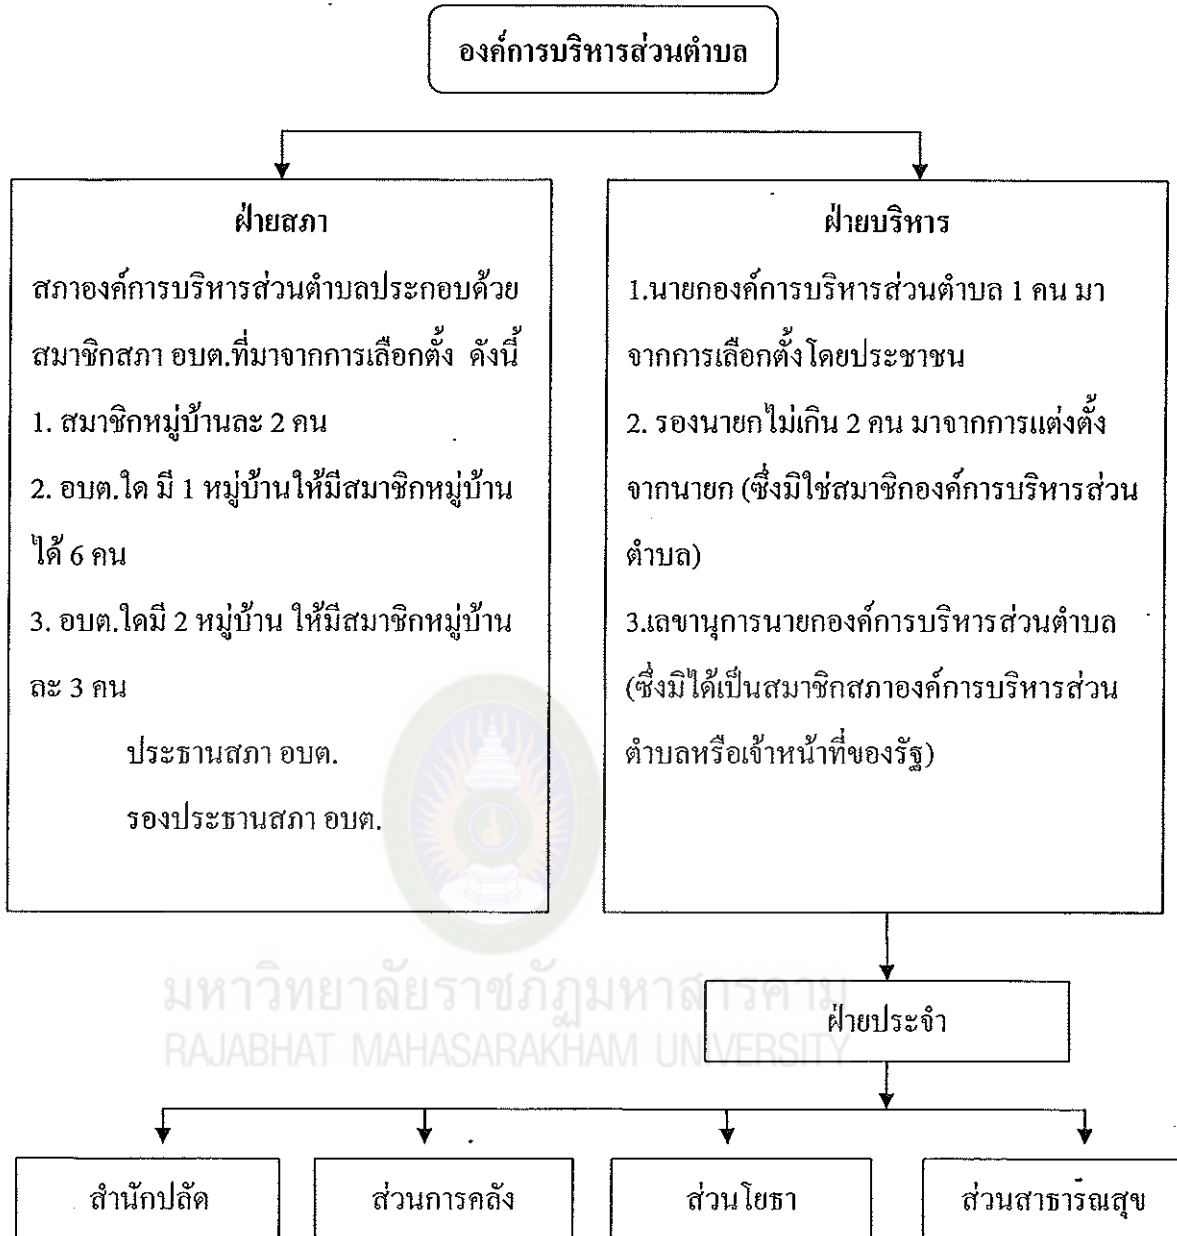 องค์การบริหารส่วนตำบล
ฝ่ายสภา
สภาองค์การบริหารส่วนตำบลประกอบด้วย
สมาชิกสภา อบต.ที่มาจากการเลือกตั้ง ดังนี้
1. สมาชิกหมู่บ้านละ 2 คน
2. อบต.ใด มี 1 หมู่บ้านให้มีสมาชิกหมู่บ้าน
ได้ 6 คน
3. อบต.ใดมี 2 หมู่บ้าน ให้มีสมาชิกหมู่บ้าน
ละ 3 คน
ประธานสภา อบต.
รองประธานสภา อบต.
ฝ่ายบริหาร
1.นายกองค์การบริหารส่วนตำบล 1 คน มา
จากการเลือกตั้งโดยประชาชน
2. รองนายกไม่เกิน 2 คน มาจากการแต่งตั้ง
จากนายก (ซึ่งมิใช่สมาชิกองค์การบริหารส่วน
ตำบล)
3.เลขานุการนายกองค์การบริหารส่วนตำบล
(ซึ่งมิได้เป็นสมาชิกสภาองค์การบริหารส่วน
ตำบลหรือเจ้าหน้าที่ของรัฐ)
มหาวิทยาลัยราชภัฏมหาสารคาม
RAJABHAT MAHASARAKHAM UNIVERSITY
ฝ่ายประจำ
สำนักปลัด
ส่วนการคลัง
ส่วนโยธา
ส่วนสาธารณสุข